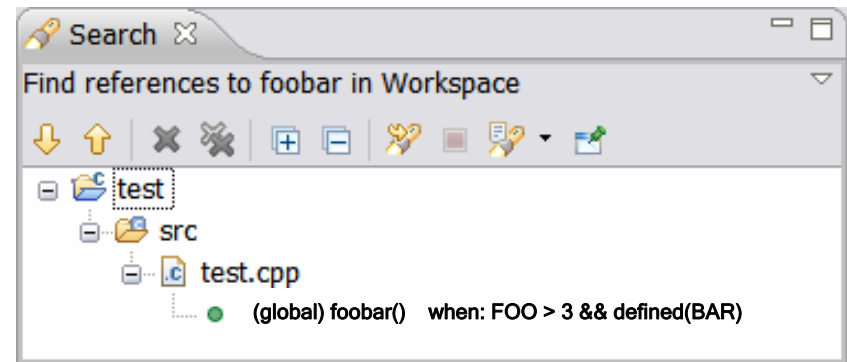 Search
Find references to foobar in Workspace
test
src
test.cpp
(global) foobar() when: FOO > 3 && defined(BAR)